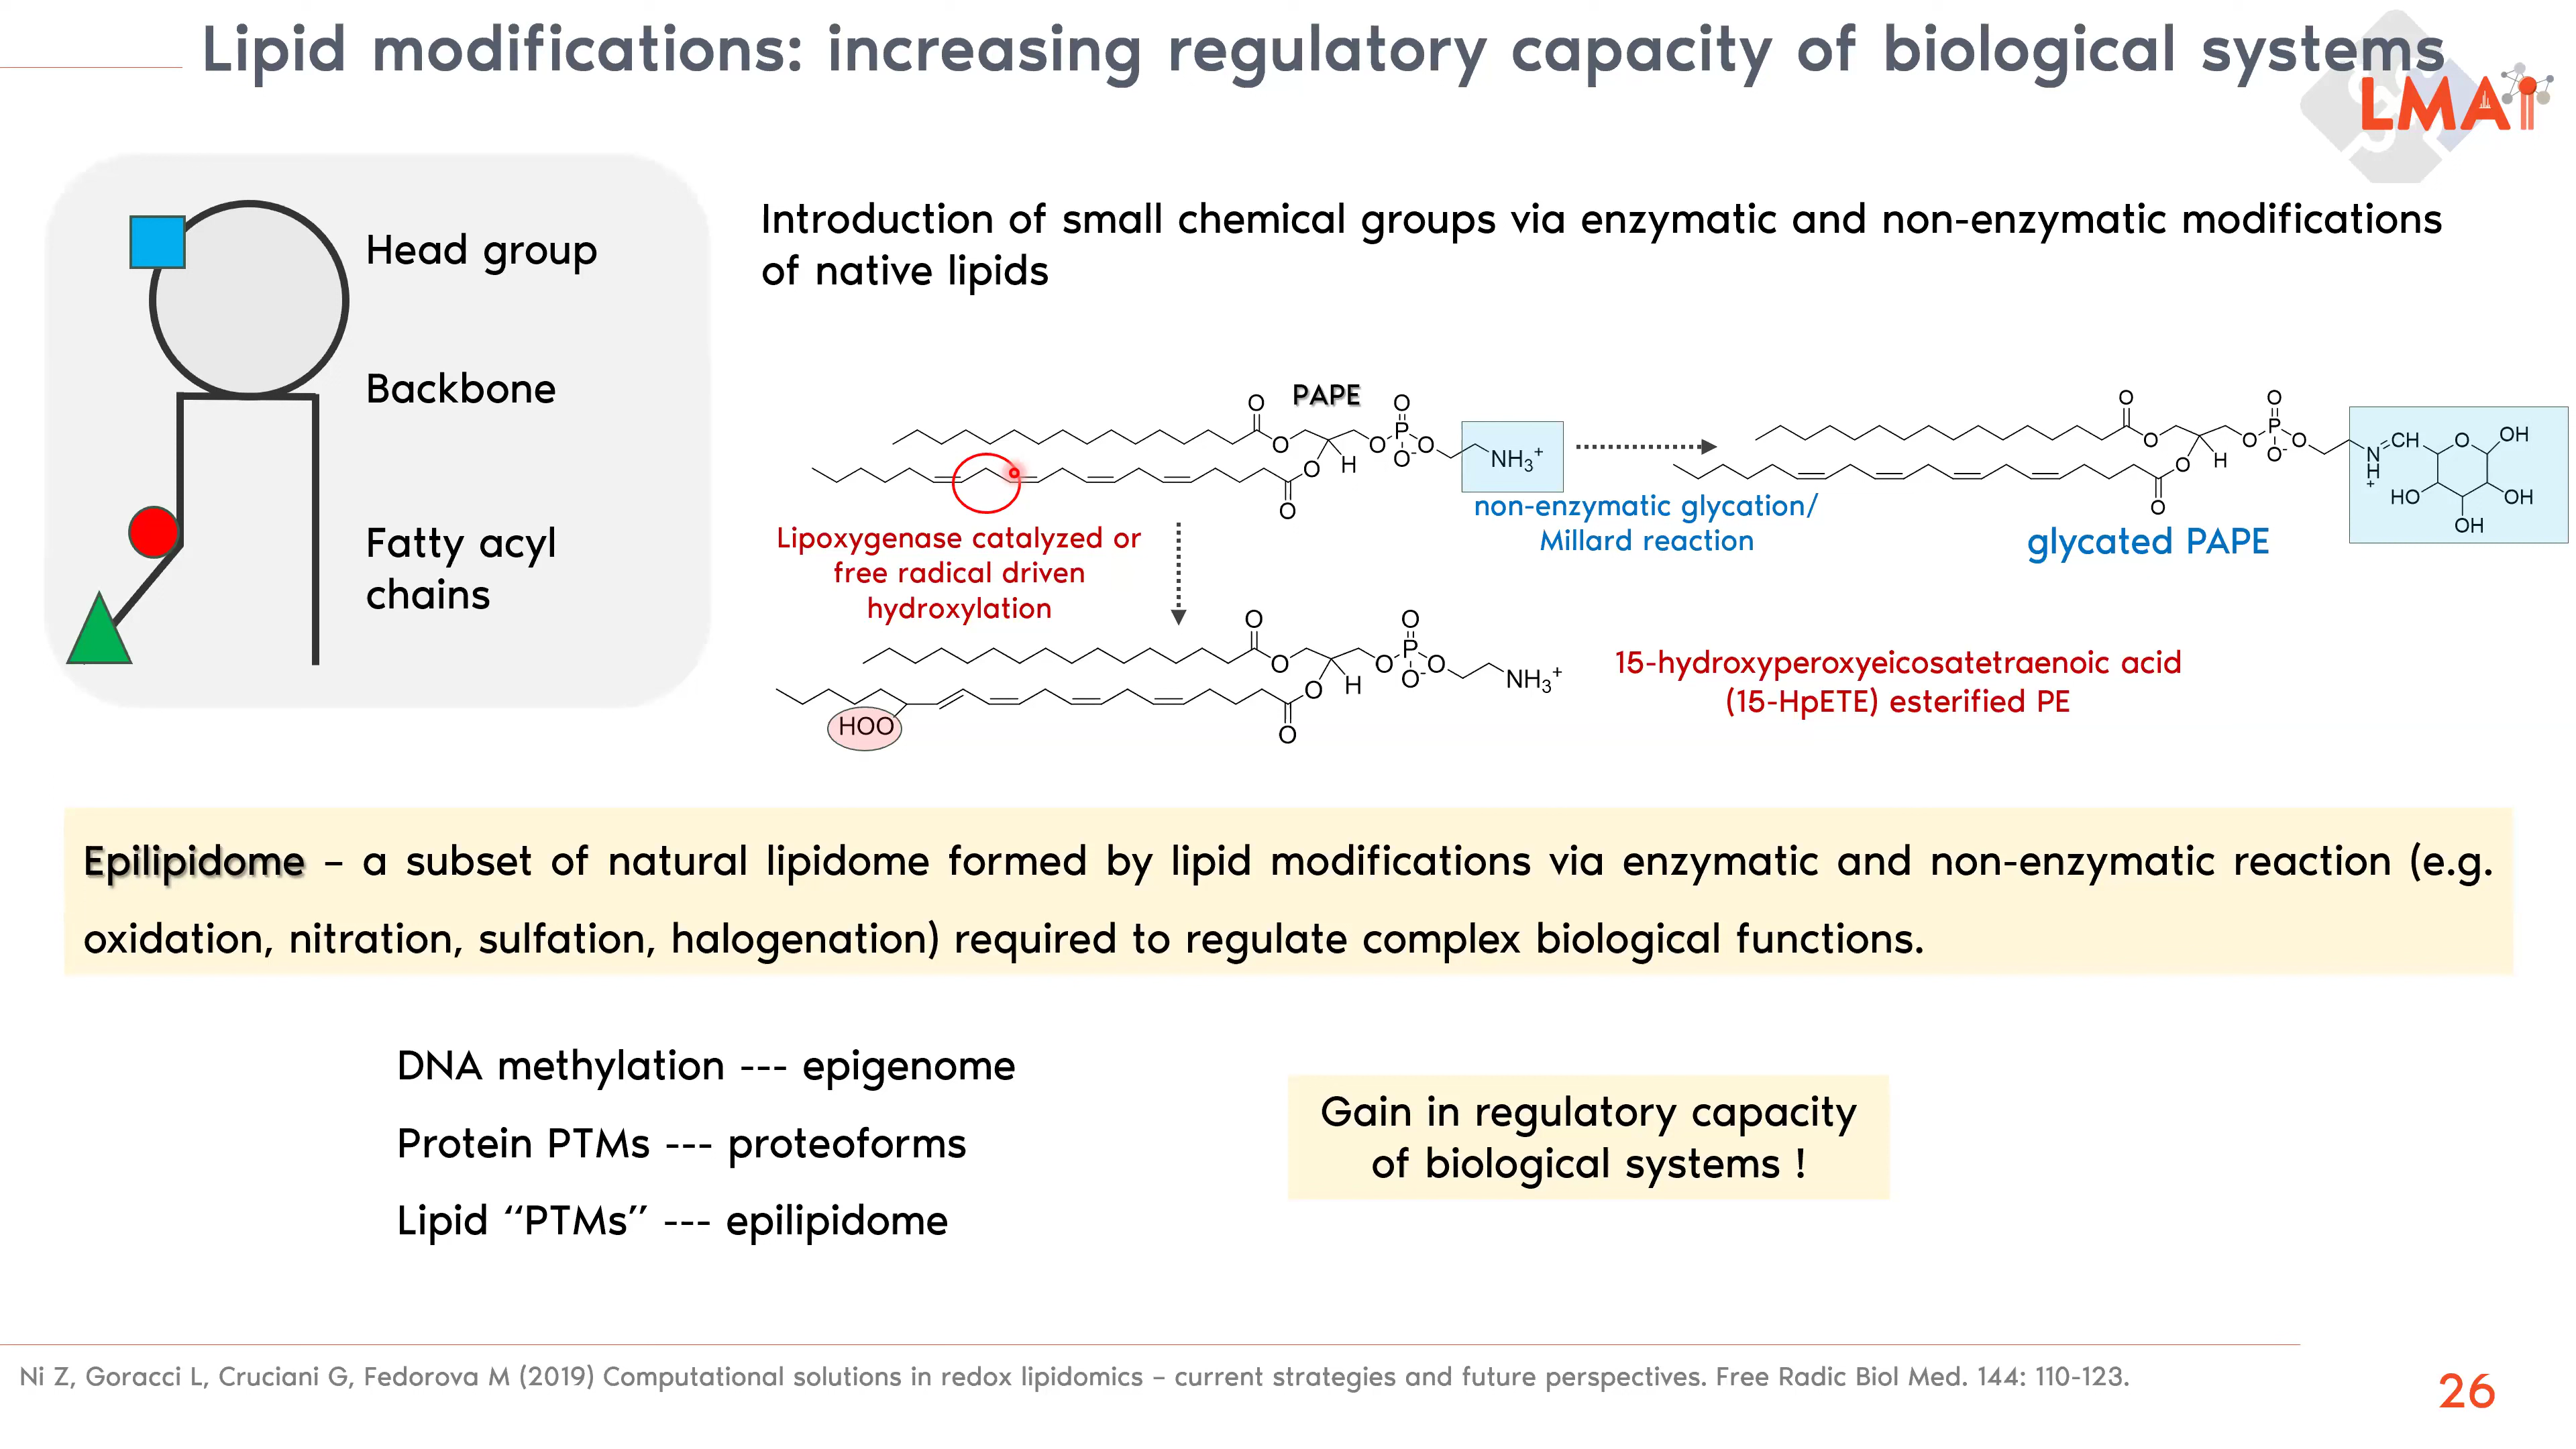 Lipid modifications: increasing regulatory capacity of biological systems
LMAi
Head group
Backbone
Fatty acyl
chains
Introduction of small chemical groups via enzymatic and non-enzymatic modifications
of native lipids
PAPE
O O O H O O O P O O- O NH3+
non-enzymatic glycation/
Millard reaction
O O O H O O O P O O- O N H + CH O OH HO OH OH
glycated PAPE
Lipoxygenase catalyzed or
free radical driven
hydroxylation
O O O H O O O P O O- O NH3+
HOO
15-hydroxyperoxyeicosatetraenoic acid
(15-HpETE) esterified PE
Epilipidome – a subset of natural lipidome formed by lipid modifications via enzymatic and non-enzymatic reaction (e.g.
oxidation, nitration, sulfation, halogenation) required to regulate complex biological functions.
DNA methylation --- epigenome
Protein PTMs --- proteoforms
Lipid “PTMs” --- epilipidome
Gain in regulatory capacity
of biological systems !
Ni Z, Goracci L, Cruciani G, Fedorova M (2019) Computational solutions in redox lipidomics – current strategies and future perspectives. Free Radic Biol Med. 144: 110-123.
26